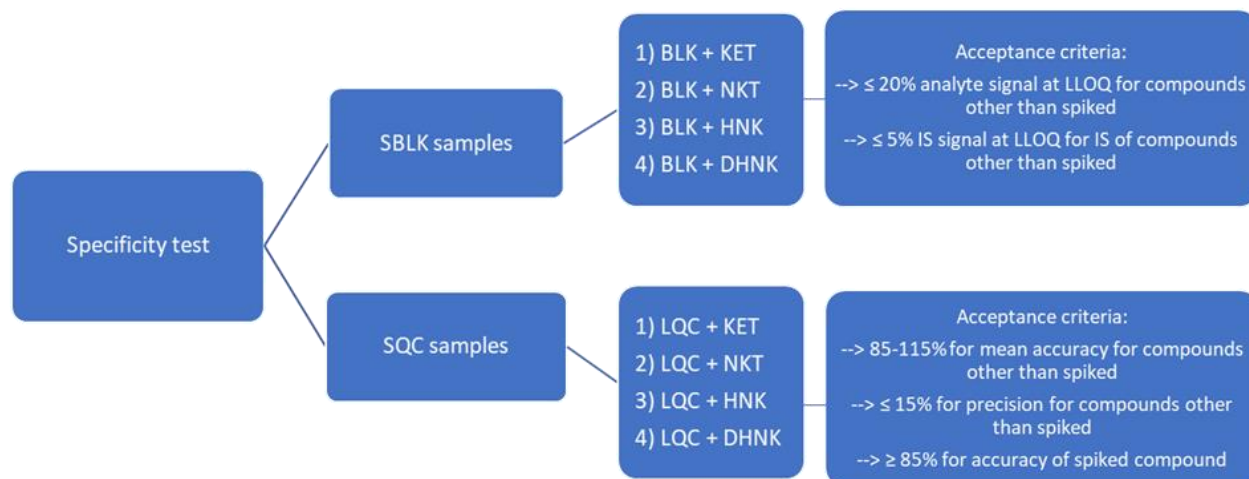 Specificity test
SBLK samples
1) BLK + KET
2) BLK + NKT
3) BLK + HNK
4) BLK + DHNK
Acceptance criteria:
--> ≤ 20% analyte signal at LLOQ for compounds
other than spiked
--> ≤ 5% IS signal at LLOQ for IS of compounds
other than spiked
SQC samples
1) LQC + KET
2) LQC + NKT
3) LQC + HNK
4) LQC + DHNK
Acceptance criteria:
--> 85-115% for mean accuracy for compounds
other than spiked
--> ≤ 15% for precision for compounds other
than spiked
--> ≥ 85% for accuracy of spiked compound